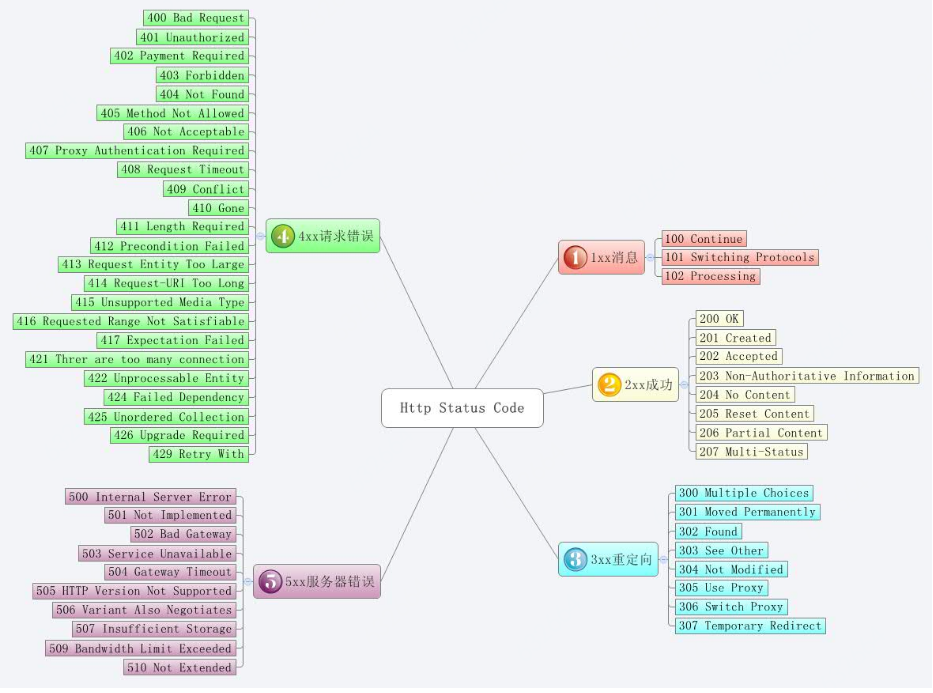 Http Status Code
1xx消息
100 Continue
101 Switching Protocols
102 Processing
2xx成功
200 OK
201 Created
202 Accepted
203 Non-Authoritative Information
204 No Content
205 Reset Content
206 Partial Content
207 Multi-Status
3xx重定向
300 Multiple Choices
301 Moved Permanently
302 Found
303 See Other
304 Not Modified
305 Use Proxy
306 Switch Proxy
307 Temporary Redirect
4xx请求错误
400 Bad Request
401 Unauthorized
402 Payment Required
403 Forbidden
404 Not Found
405 Method Not Allowed
406 Not Acceptable
407 Proxy Authentication Required
408 Request Timeout
409 Conflict
410 Gone
411 Length Required
412 Precondition Failed
413 Request Entity Too Large
414 Request-URI Too Long
415 Unsupported Media Type
416 Requested Range Not Satisfiable
417 Expectation Failed
421 Threr are too many connection
422 Unprocessable Entity
424 Failed Dependency
425 Unordered Collection
426 Upgrade Required
429 Retry With
5xx服务器错误
500 Internal Server Error
501 Not Implemented
502 Bad Gateway
503 Service Unavailable
504 Gateway Timeout
505 HTTP Version Not Supported
506 Variant Also Negotiates
507 Insufficient Storage
509 Bandwidth Limit Exceeded
510 Not Extended
1
2
3
4
5